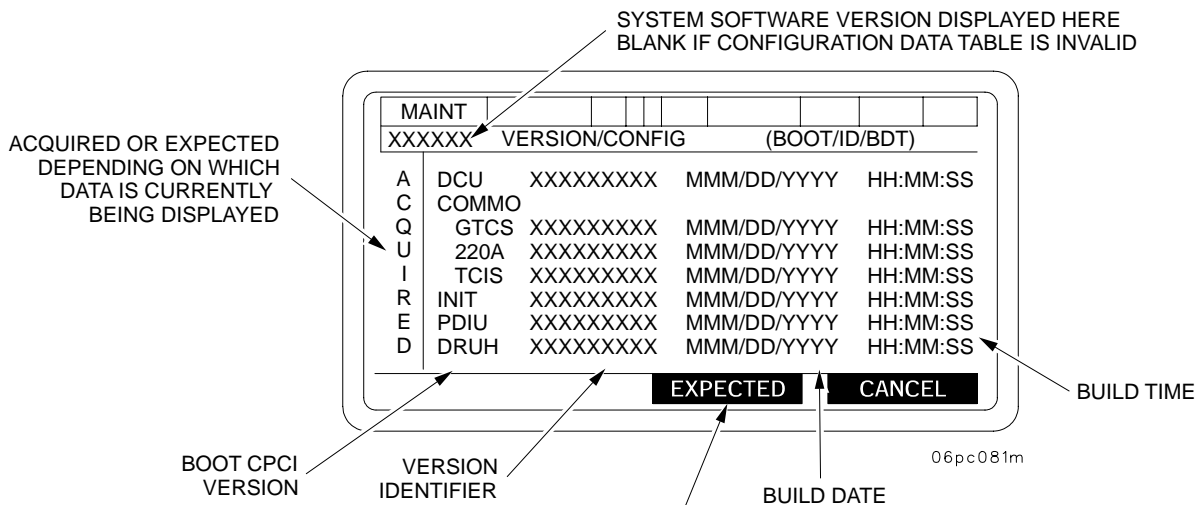 SYSTEM SOFTWARE VERSION DISPLAYED HERE
BLANK IF CONFIGURATION DATA TABLE IS INVALID
ACQUIRED OR EXPECTED
DEPENDING ON WHICH
DATA IS CURRENTLY
BEING DISPLAYED
MAINT
XXXXXX VERSION/CONFIG (BOOT/ID/BDT)
A DCU XXXXXXXXX MMM/DD/YYYY HH:MM:SS
C COMMO
Q GTCS XXXXXXXXX MMM/DD/YYYY HH:MM:SS
U 220A XXXXXXXXX MMM/DD/YYYY HH:MM:SS
I TCIS XXXXXXXXX MMM/DD/YYYY HH:MM:SS
R INIT XXXXXXXXX MMM/DD/YYYY HH:MM:SS
E PDIU XXXXXXXXX MMM/DD/YYYY HH:MM:SS
D DRUH XXXXXXXXX MMM/DD/YYYY HH:MM:SS
EXPECTED CANCEL
BUILD TIME
BOOT CPCI
VERSION
VERSION
IDENTIFIER
BUILD DATE
06pc081m